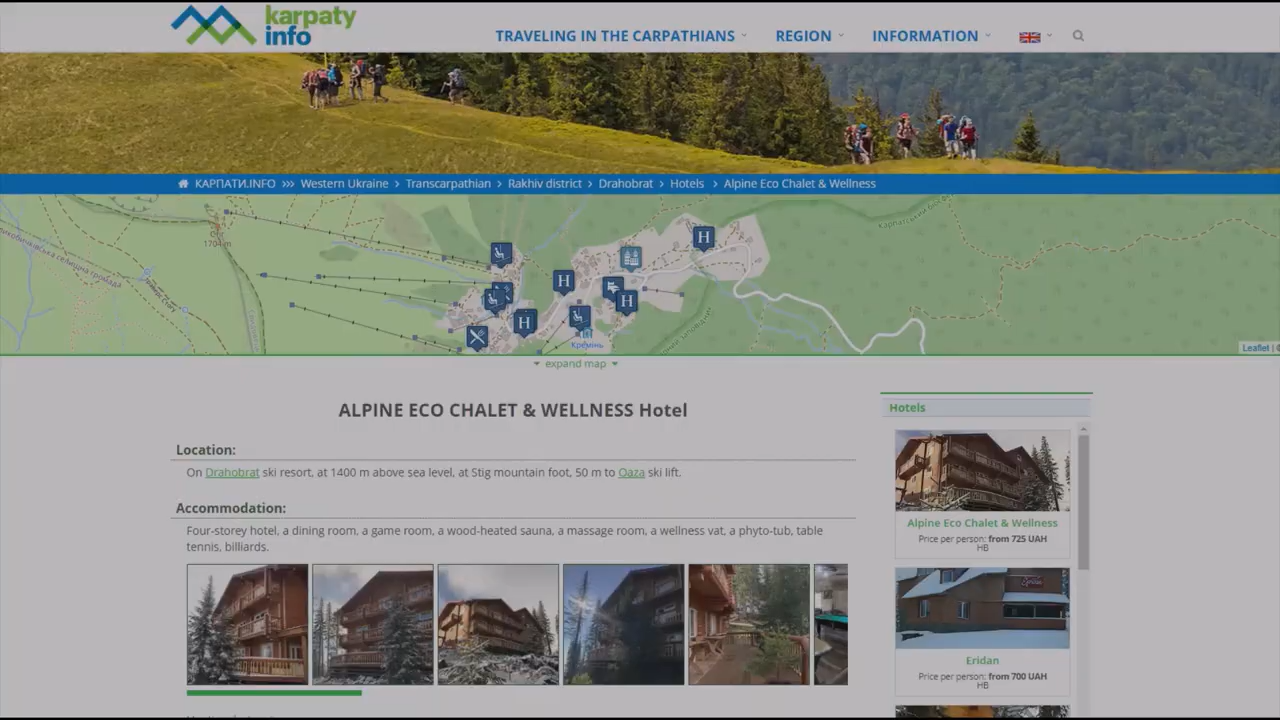 karpaty
info
TRAVELING IN THE CARPATHIANS
REGION
INFORMATION
КАРПАТИ.INFO
Western Ukraine
Transcarpathian
Rakhiv district
Drahobrat
Hotels
Alpine Eco Chalet & Wellness
1704 m
H
H
H
H
Кремінь
Leaflet |
expand map
ALPINE ECO CHALET & WELLNESS Hotel
Location:
On Drahobrat ski resort, at 1400 m above sea level, at Stig mountain foot, 50 m to Oaza ski lift.
Accommodation:
Four-storey hotel, a dining room, a game room, a wood-heated sauna, a massage room, a wellness vat, a phyto-tub, table
tennis, billiards.
Hotels
Alpine Eco Chalet & Wellness
Price per person: from 725 UAH
HB
Eridan
Price per person: from 700 UAH
HB